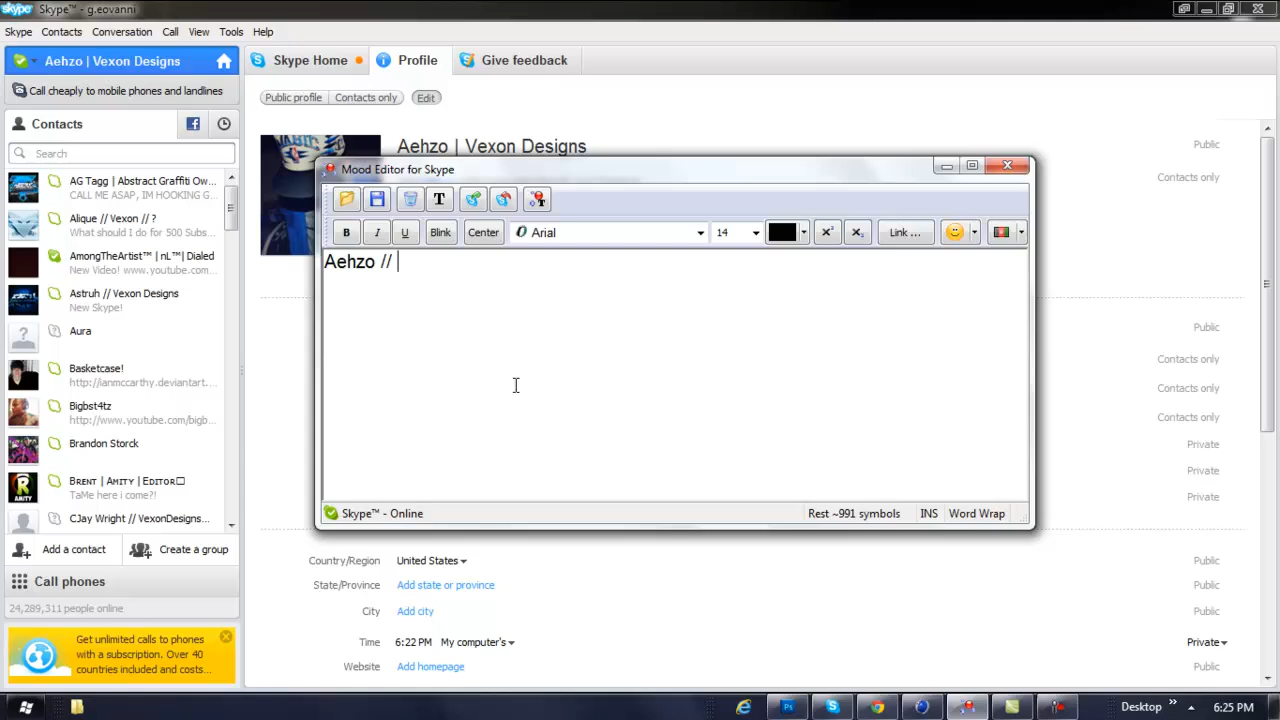 Skype™ - g.eovanni
Skype Contacts Conversation Call View Tools Help
Aehzo | Vexon Designs
Call cheaply to mobile phones and landlines
Contacts
Search
AG Tagg | Abstract Graffiti Ow...
CALL ME ASAP, IM HOOKING G...
Alique // Vexon // ?
What should i do for 500 Subs...
AmongTheArtist™ | nL™| Dialed
New Video! www.youtube.com...
Astruh // Vexon Designs
New Skype!
Aura
Basketcase!
http://ianmccarthy.deviantart....
Bigbst4tz
http://www.youtube.com/bigb...
Brandon Storck
Brent | Amity | Editor
TaMe here i come?!
CJay Wright // VexonDesigns...
Add a contact Create a group
Call phones
24,289,311 people online
Get unlimited calls to phones
with a subscription. Over 40
countries included and costs...
Skype Home Profile Give feedback
Public profile Contacts only Edit
Aehzo | Vexon Designs
Public
Contacts only
Mood Editor for Skype
T
B I U Blink Center Arial 14 X² X₂ Link ...
Aehzo //
Skype™ - Online Rest ~991 symbols INS Word Wrap
Public
Contacts only
Contacts only
Contacts only
Private
Private
Private
Country/Region United States Public
State/Province Add state or province Public
City Add city Public
Time 6:22 PM My computer's Private
Website Add homepage Public
Ps
Desktop 6:25 PM